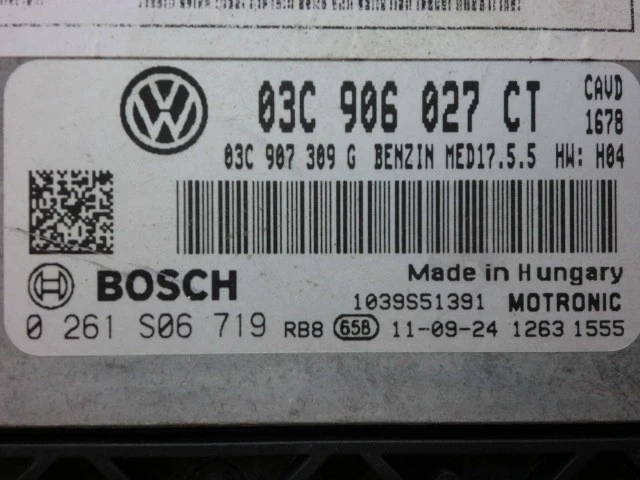 03C 906 027 CT CAVD
1678
03C 907 309 G BENZIN MED17.5.5 HW: H04
BOSCH Made in Hungary
1039S51391 MOTRONIC
0 261 S06 719 RB8 658 11-09-24 1263 1555